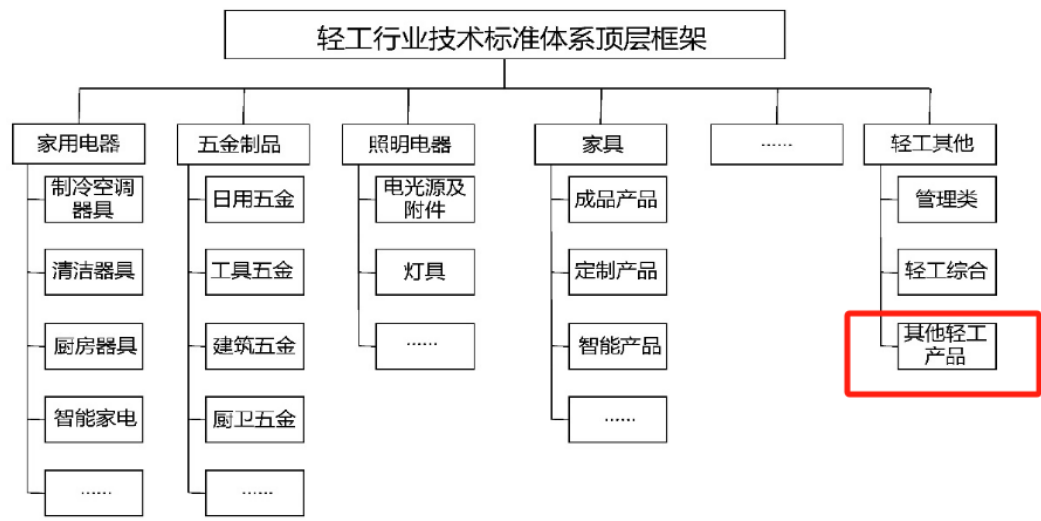 轻工行业技术标准体系顶层框架
家用电器
五金制品
照明电器
家具
……
轻工其他
制冷空调
器具
清洁器具
厨房器具
智能家电
……
日用五金
工具五金
建筑五金
厨卫五金
……
电光源及
附件
灯具
……
成品产品
定制产品
智能产品
……
管理类
轻工综合
其他轻工
产品